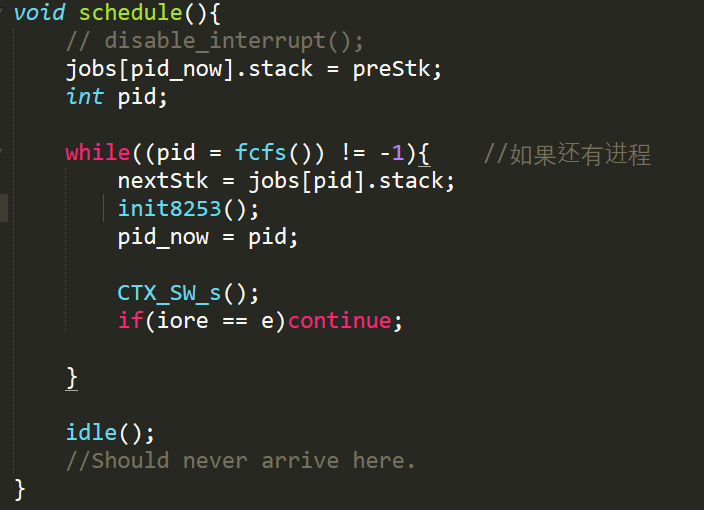 void schedule(){
// disable_interrupt();
jobs[pid_now].stack = preStk;
int pid;
while((pid = fcfs()) != -1){ //如果还有进程
nextStk = jobs[pid].stack;
init8253();
pid_now = pid;
CTX_SW_s();
if(iore == e)continue;
}
idle();
//Should never arrive here.
}